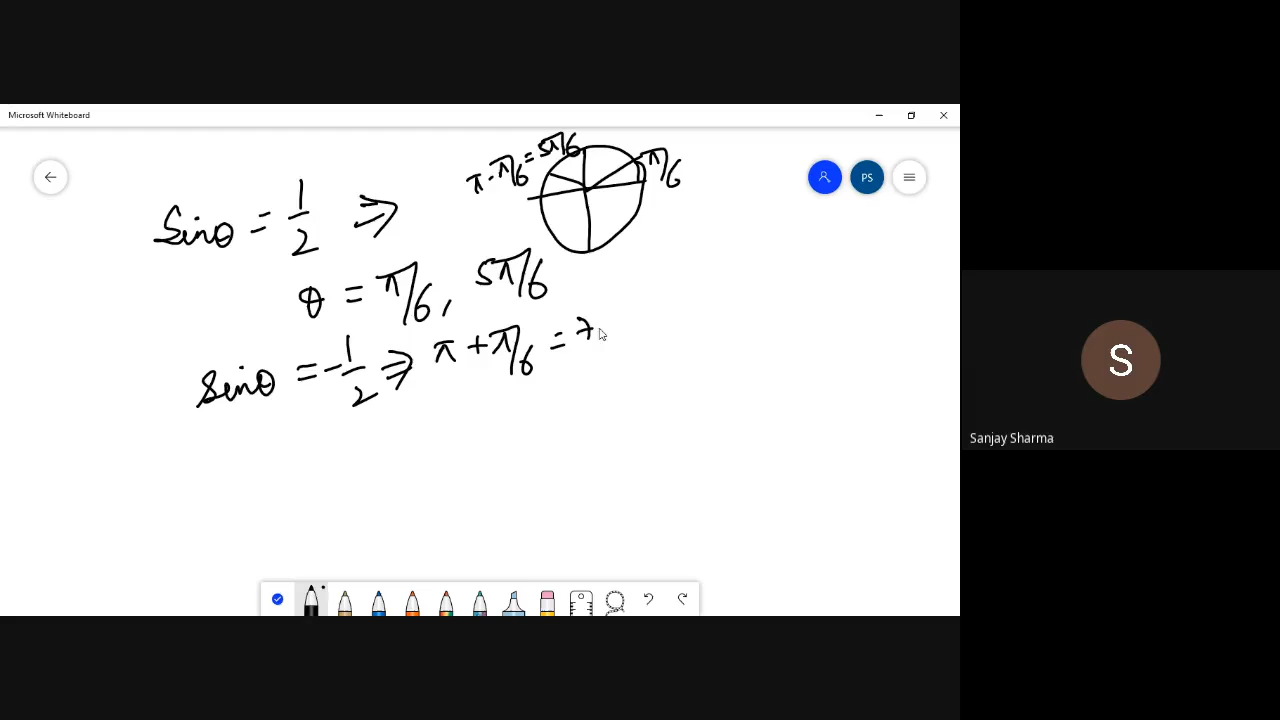 Microsoft Whiteboard
π - π/6 = 5π/6
π/6
PS
Sinθ = 1/2 ⇒
θ = π/6, 5π/6
sinθ = -1/2 ⇒ π + π/6 = 7
S
Sanjay Sharma